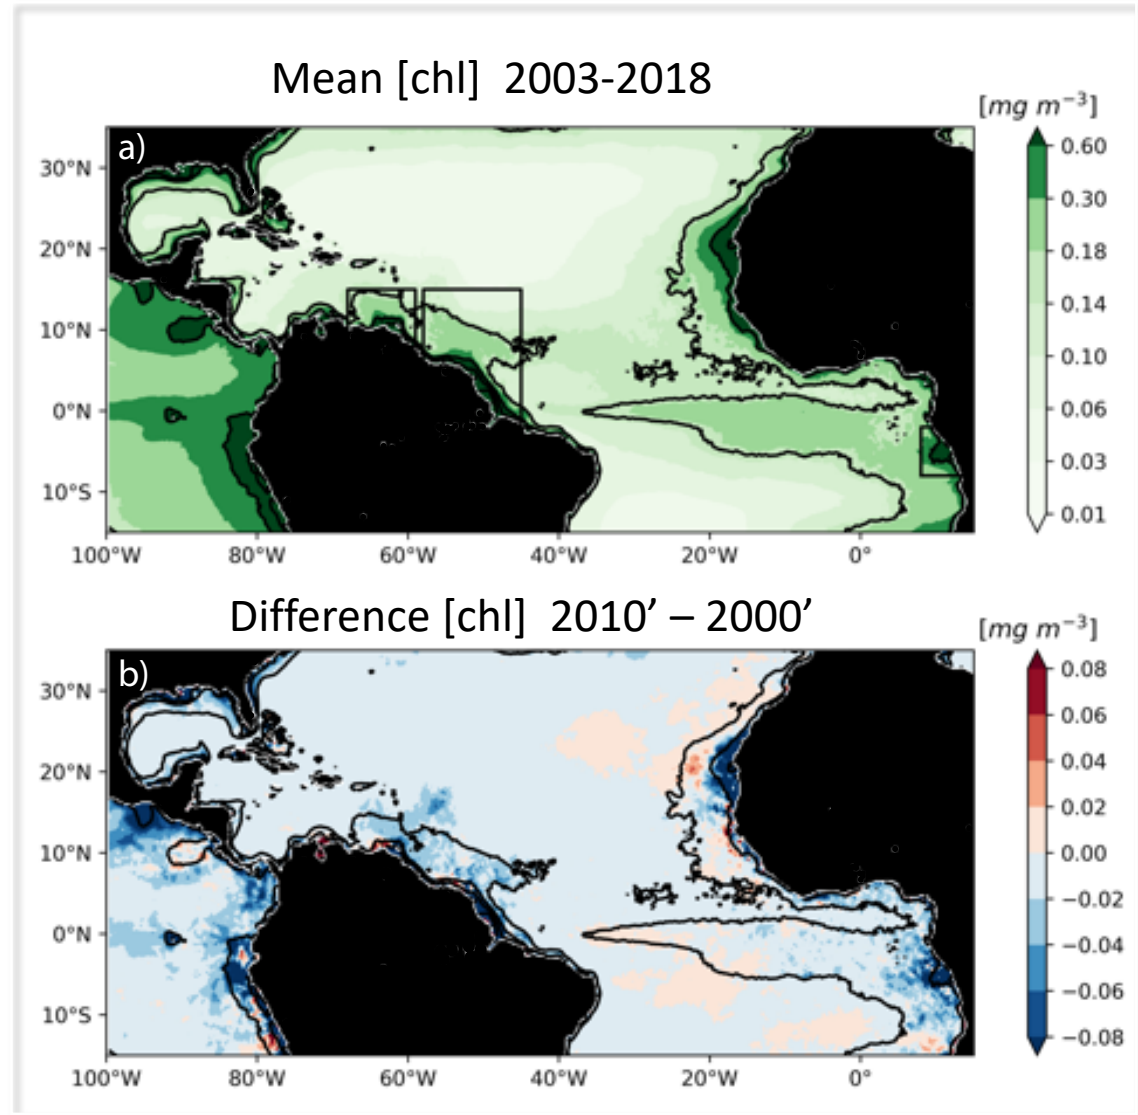 Mean [chl]  2003-2018
[mg m⁻³]
a)
30°N
20°N
10°N
0°N
10°S
100°W 80°W 60°W 40°W 20°W 0°
0.60
0.30
0.18
0.14
0.10
0.06
0.03
0.01
Difference [chl]  2010’ – 2000’
[mg m⁻³]
b)
30°N
20°N
10°N
0°N
10°S
100°W 80°W 60°W 40°W 20°W 0°
0.08
0.06
0.04
0.02
0.00
−0.02
−0.04
−0.06
−0.08